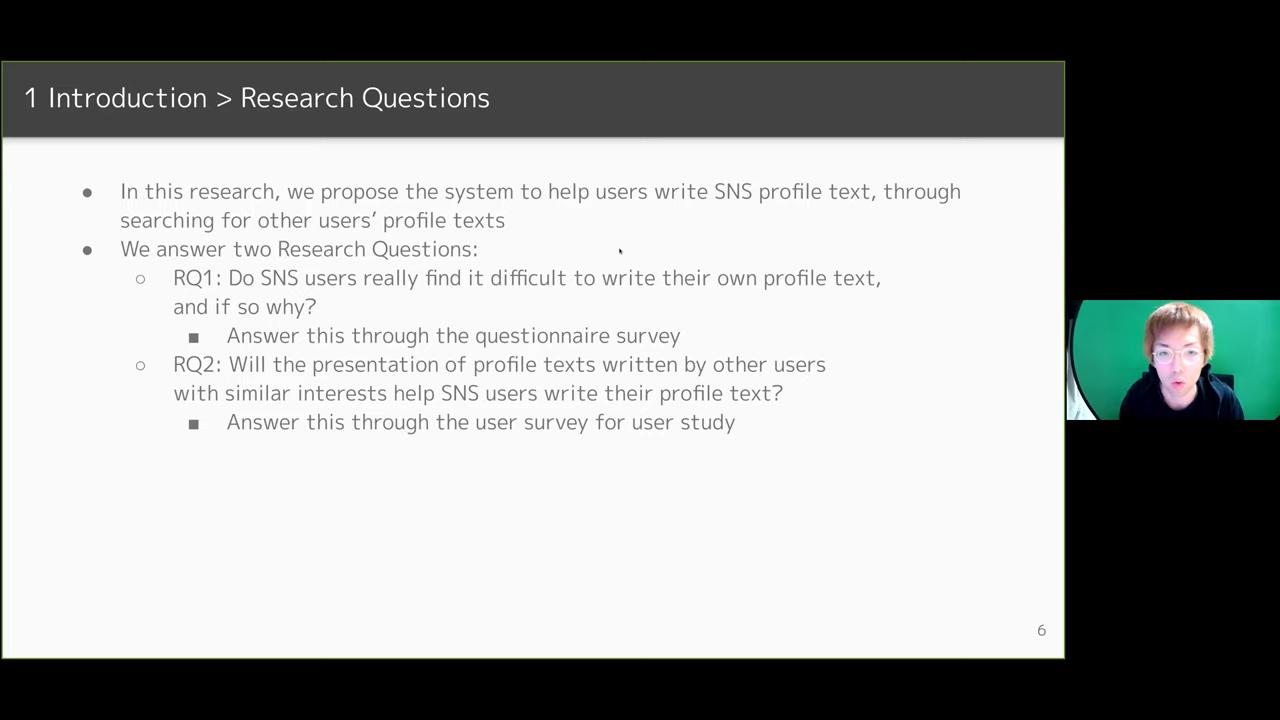 1 Introduction > Research Questions
● In this research, we propose the system to help users write SNS profile text, through
searching for other users’ profile texts
● We answer two Research Questions:
○ RQ1: Do SNS users really find it difficult to write their own profile text,
and if so why?
■ Answer this through the questionnaire survey
○ RQ2: Will the presentation of profile texts written by other users
with similar interests help SNS users write their profile text?
■ Answer this through the user survey for user study
6